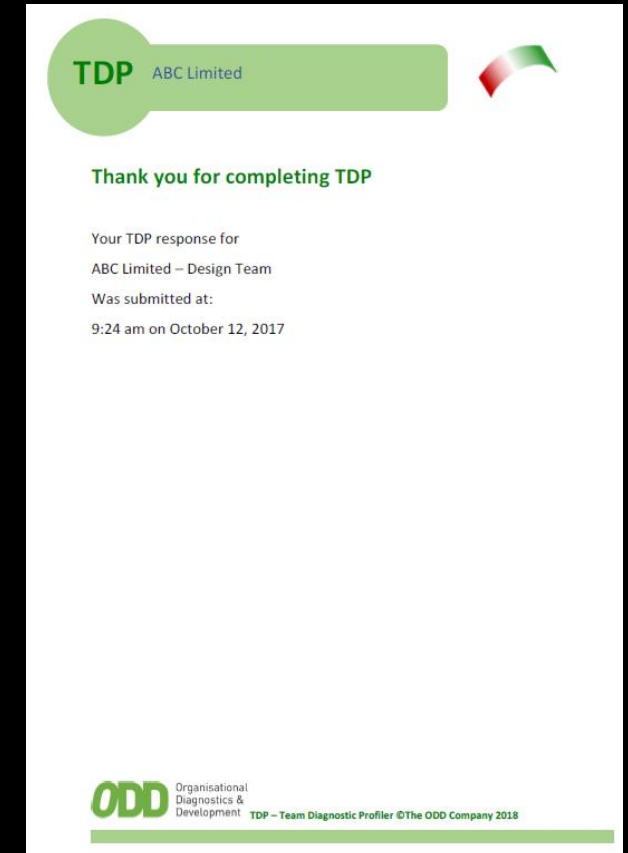 TDP ABC Limited
Thank you for completing TDP
Your TDP response for
ABC Limited – Design Team
Was submitted at:
9:24 am on October 12, 2017
ODD
Organisational
Diagnostics &
Development
TDP – Team Diagnostic Profiler ©The ODD Company 2018